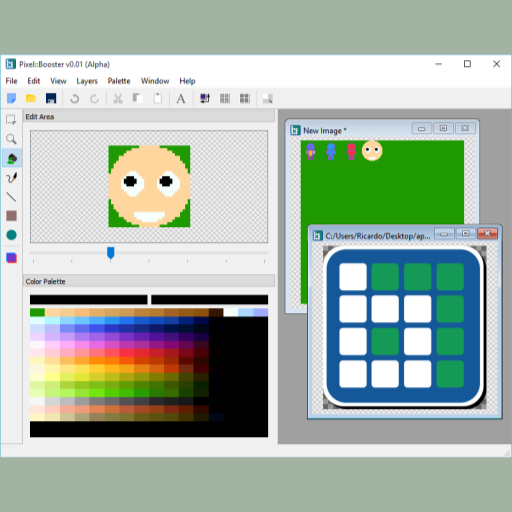 Pixel::Booster v0.01 (Alpha)
File Edit View Layers Palette Window Help
A
Edit Area
New Image *
C:/Users/Ricardo/Desktop/ap...
Color Palette